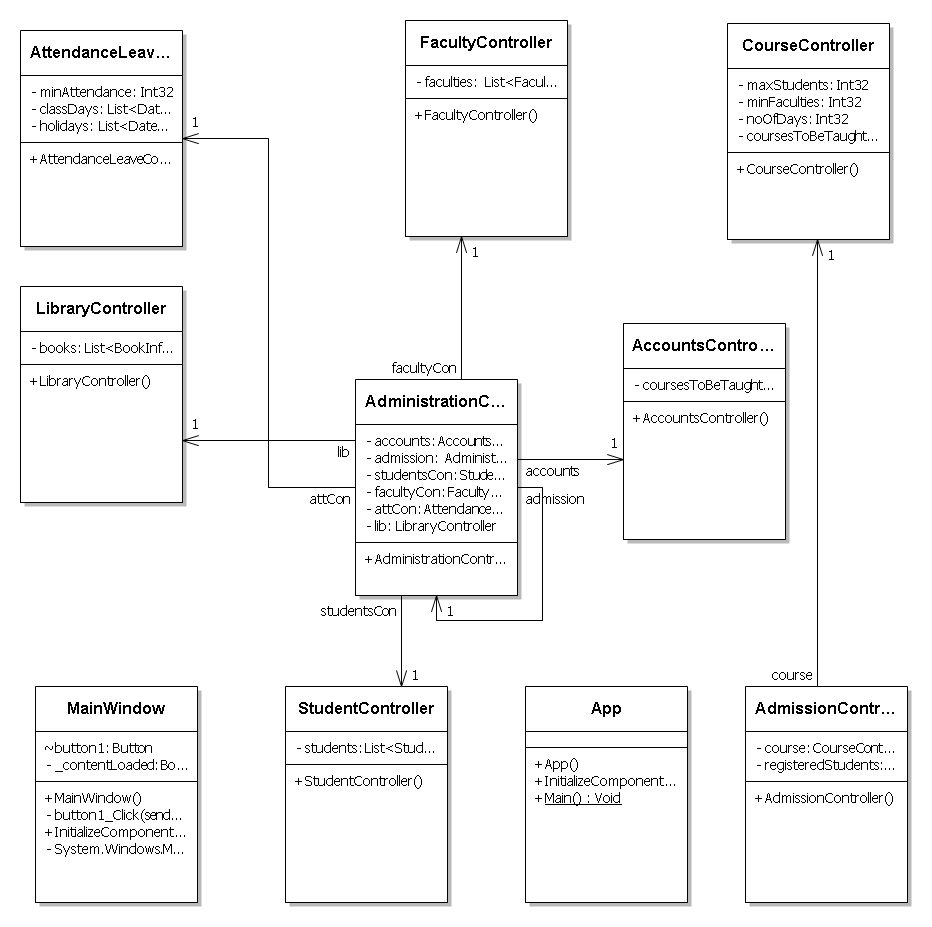 AttendanceLeav...
- minAttendance: Int32
- classDays: List<Dat...
- holidays: List<Date...
+ AttendanceLeaveCo...
1
FacultyController
- faculties: List<Facul...
+ FacultyController()
1
CourseController
- maxStudents: Int32
- minFaculties: Int32
- noOfDays: Int32
- coursesToBeTaught...
+ CourseController()
1
LibraryController
- books: List<BookInf...
+ LibraryController()
1
AccountsContro...
- coursesToBeTaught...
+ AccountsController()
1
facultyCon
AdministrationC...
- accounts: Accounts...
- admission: Administ...
- studentsCon: Stude...
- facultyCon: Faculty...
- attCon: Attendance...
- lib: LibraryController
+ AdministrationContr...
lib
attCon
accounts
admission
studentsCon
1
1
course
MainWindow
~ button1: Button
- _contentLoaded: Bo...
+ MainWindow()
- button1_Click(send...
+ InitializeComponent...
- System.Windows.M...
StudentController
- students: List<Stud...
+ StudentController()
App
+ App()
+ InitializeComponent...
+ Main() : Void
AdmissionContr...
- course: CourseCont...
- registeredStudents:...
+ AdmissionController()